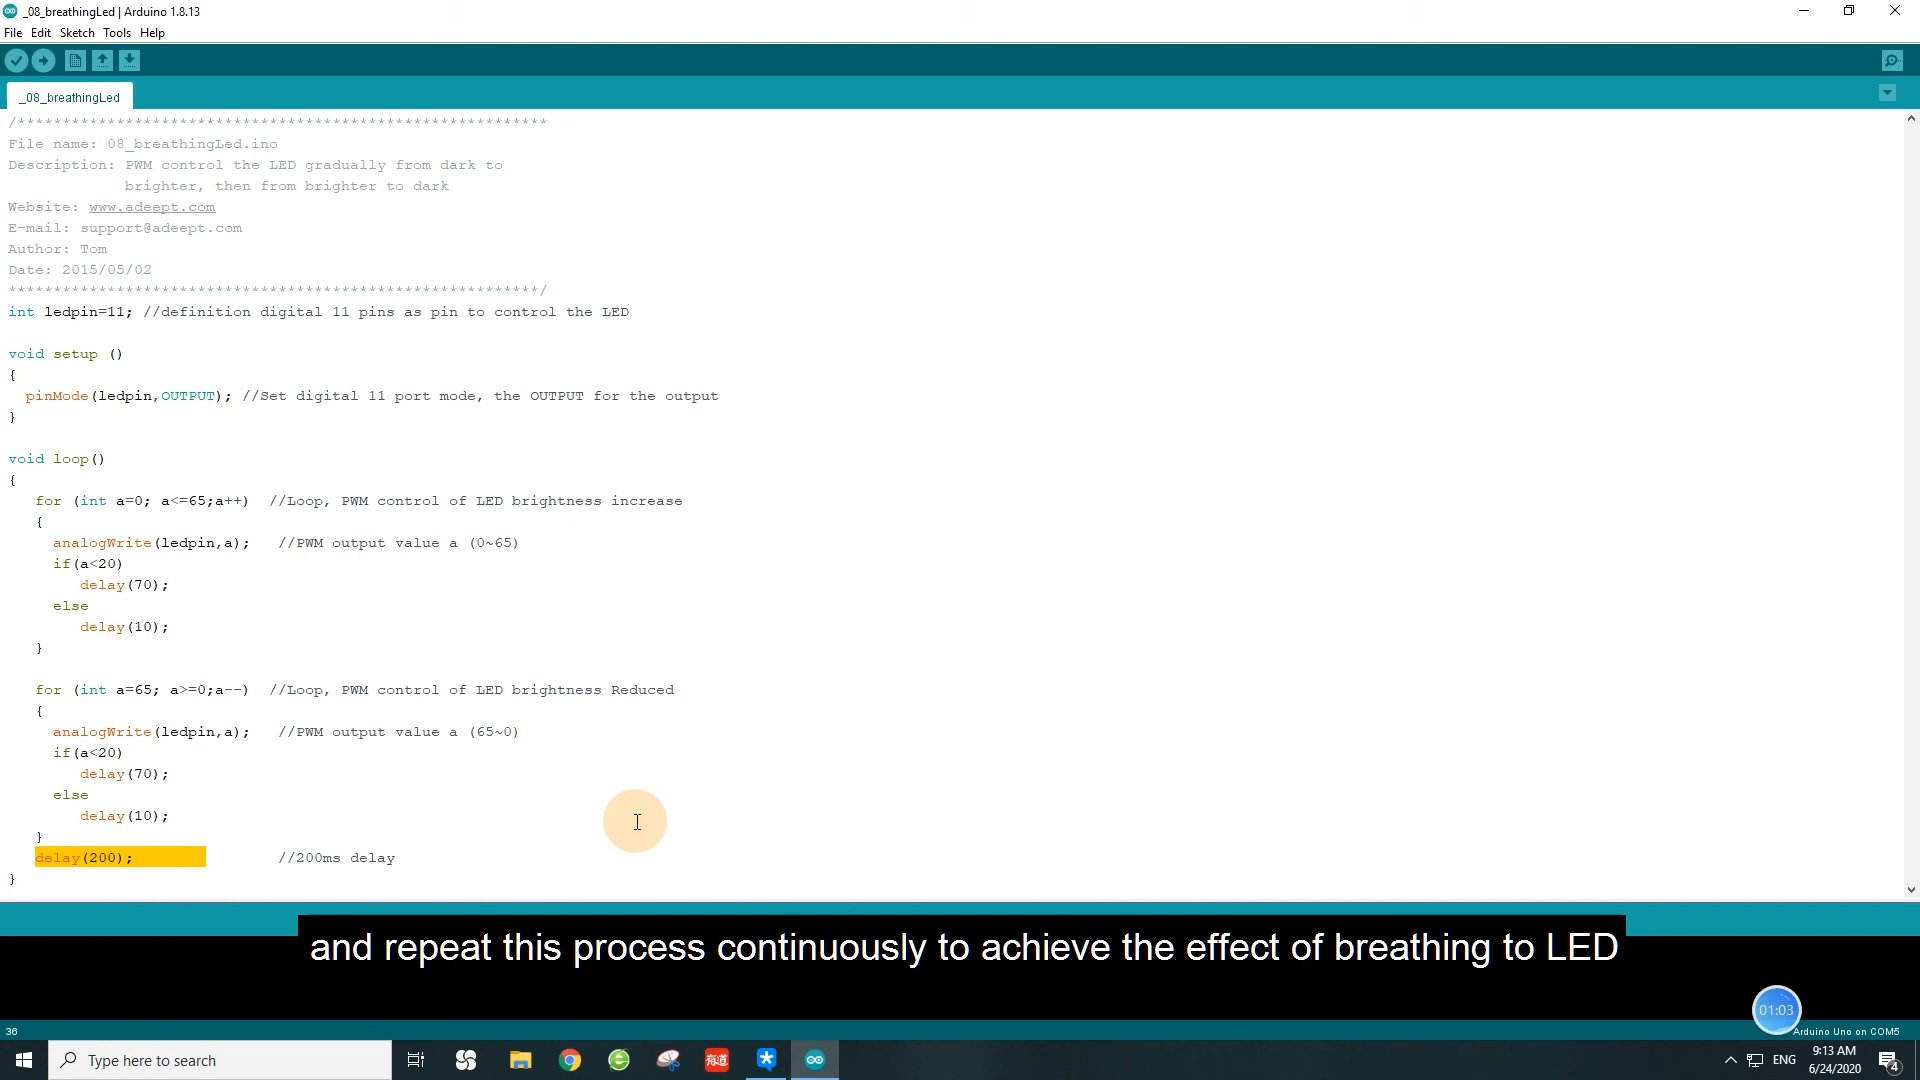 _08_breathingLed | Arduino 1.8.13
File Edit Sketch Tools Help
_08_breathingLed
/***********************************************************
File name: 08_breathingLed.ino
Description: PWM control the LED gradually from dark to
brighter, then from brighter to dark
Website: www.adeept.com
E-mail: support@adeept.com
Author: Tom
Date: 2015/05/02
***********************************************************/
int ledpin=11; //definition digital 11 pins as pin to control the LED
void setup ()
{
pinMode(ledpin,OUTPUT); //Set digital 11 port mode, the OUTPUT for the output
}
void loop()
{
for (int a=0; a<=65;a++) //Loop, PWM control of LED brightness increase
{
analogWrite(ledpin,a); //PWM output value a (0~65)
if(a<20)
delay(70);
else
delay(10);
}
for (int a=65; a>=0;a--) //Loop, PWM control of LED brightness Reduced
{
analogWrite(ledpin,a); //PWM output value a (65~0)
if(a<20)
delay(70);
else
delay(10);
}
delay(200); //200ms delay
}
and repeat this process continuously to achieve the effect of breathing to LED
01:03
36
Arduino Uno on COM5
Type here to search
有道
ENG
9:13 AM
6/24/2020
4